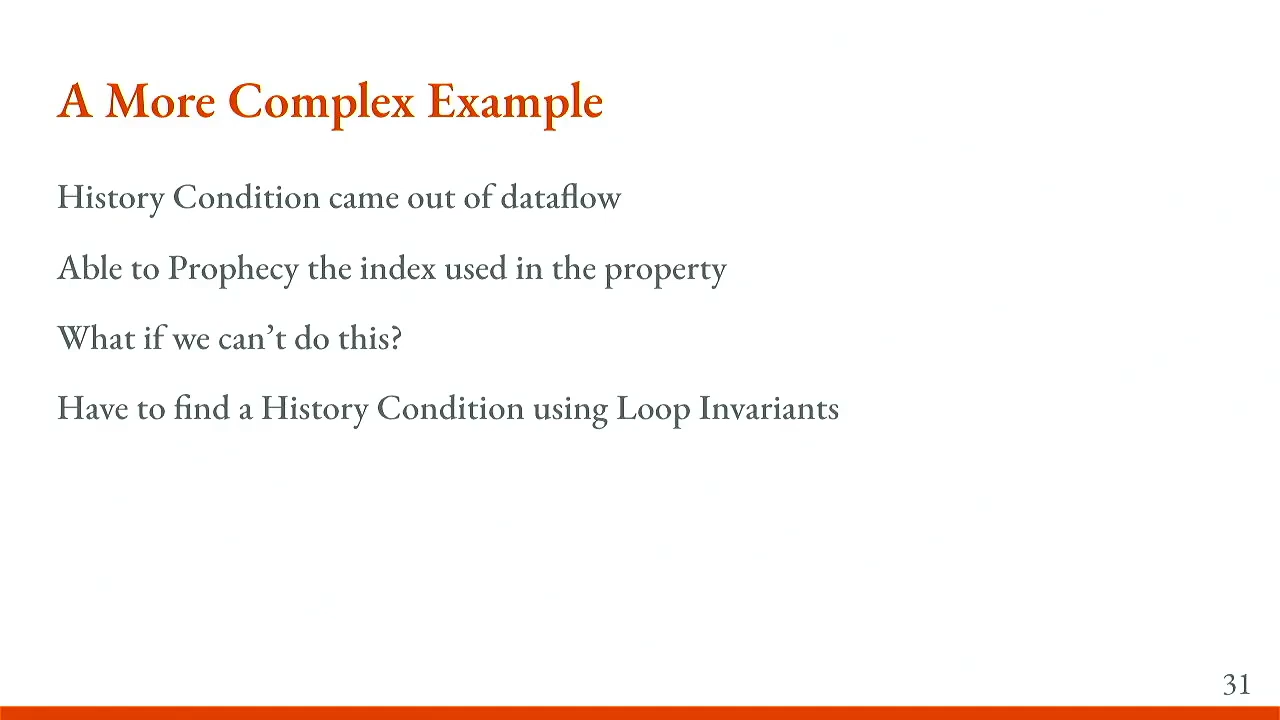 A More Complex Example
History Condition came out of dataflow
Able to Prophecy the index used in the property
What if we can’t do this?
Have to find a History Condition using Loop Invariants
31